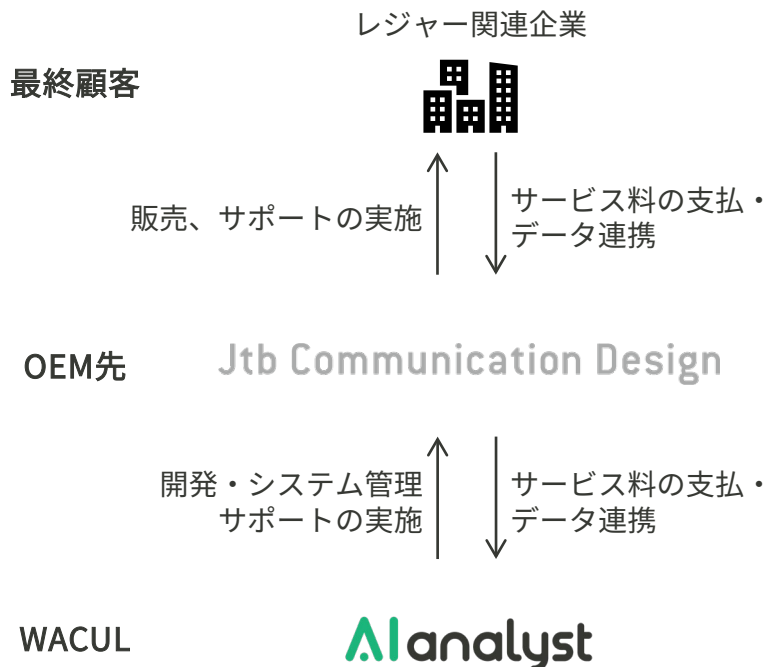 レジャー関連企業
最終顧客
販売、サポートの実施
サービス料の支払・
データ連携
OEM先
Jtb Communication Design
開発・システム管理
サポートの実施
サービス料の支払・
データ連携
WACUL
AIanalyst